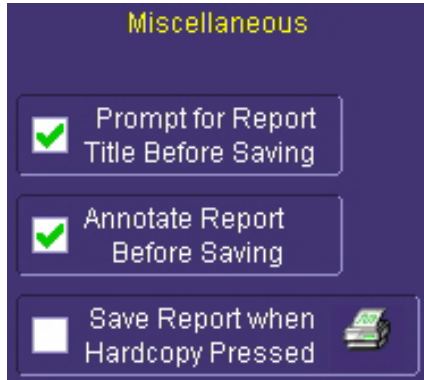 Miscellaneous
Prompt for Report
Title Before Saving
Annotate Report
Before Saving
Save Report when
Hardcopy Pressed